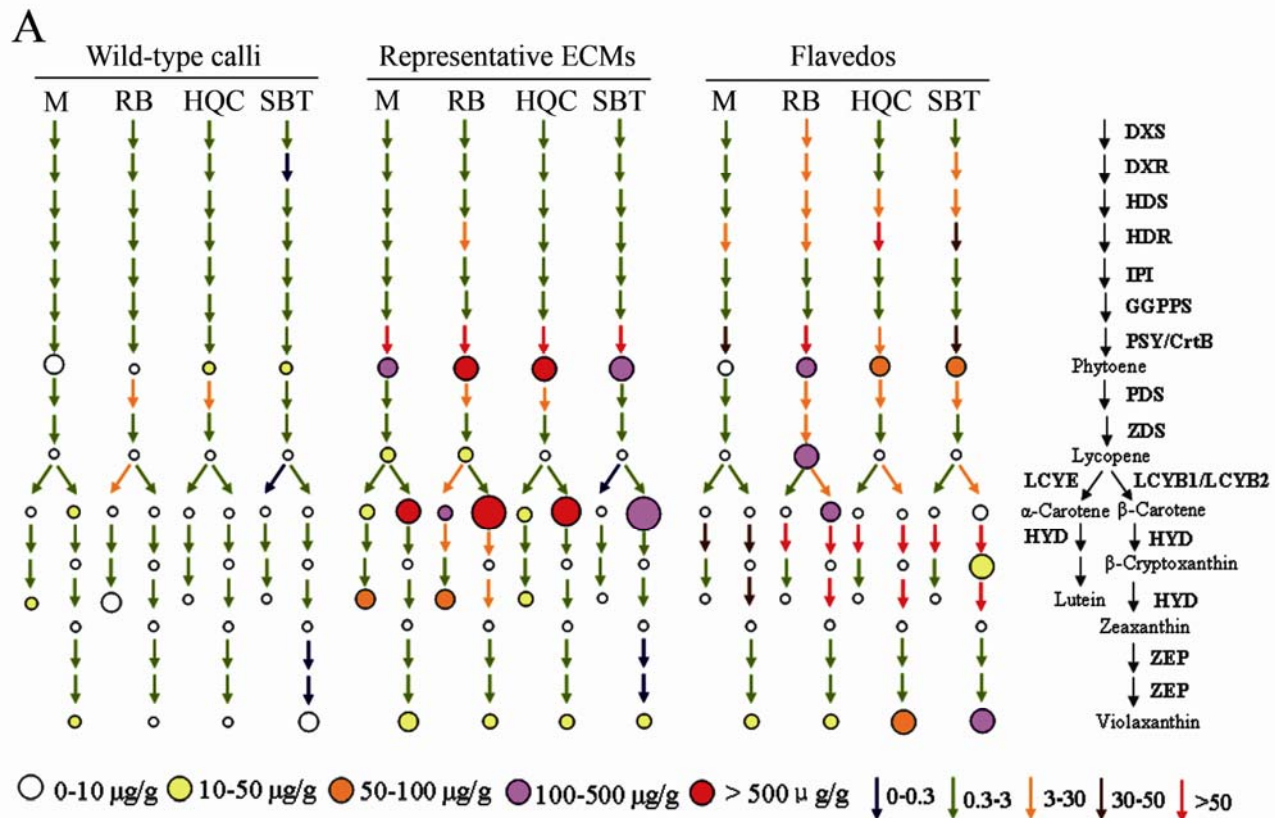 A
Wild-type calli Representative ECMs Flavedos
M RB HQC SBT M RB HQC SBT M RB HQC SBT
DXS
DXR
HDS
HDR
IPI
GGPPS
PSY/CrtB
Phytoene
PDS
ZDS
Lycopene
LCYE LCYB1/LCYB2
α-Carotene β-Carotene
HYD HYD
β-Cryptoxanthin
Lutein HYD
Zeaxanthin
ZEP
ZEP
Violaxanthin
0-10 µg/g 10-50 µg/g 50-100 µg/g 100-500 µg/g > 500 µ g/g 0-0.3 0.3-3 3-30 30-50 >50